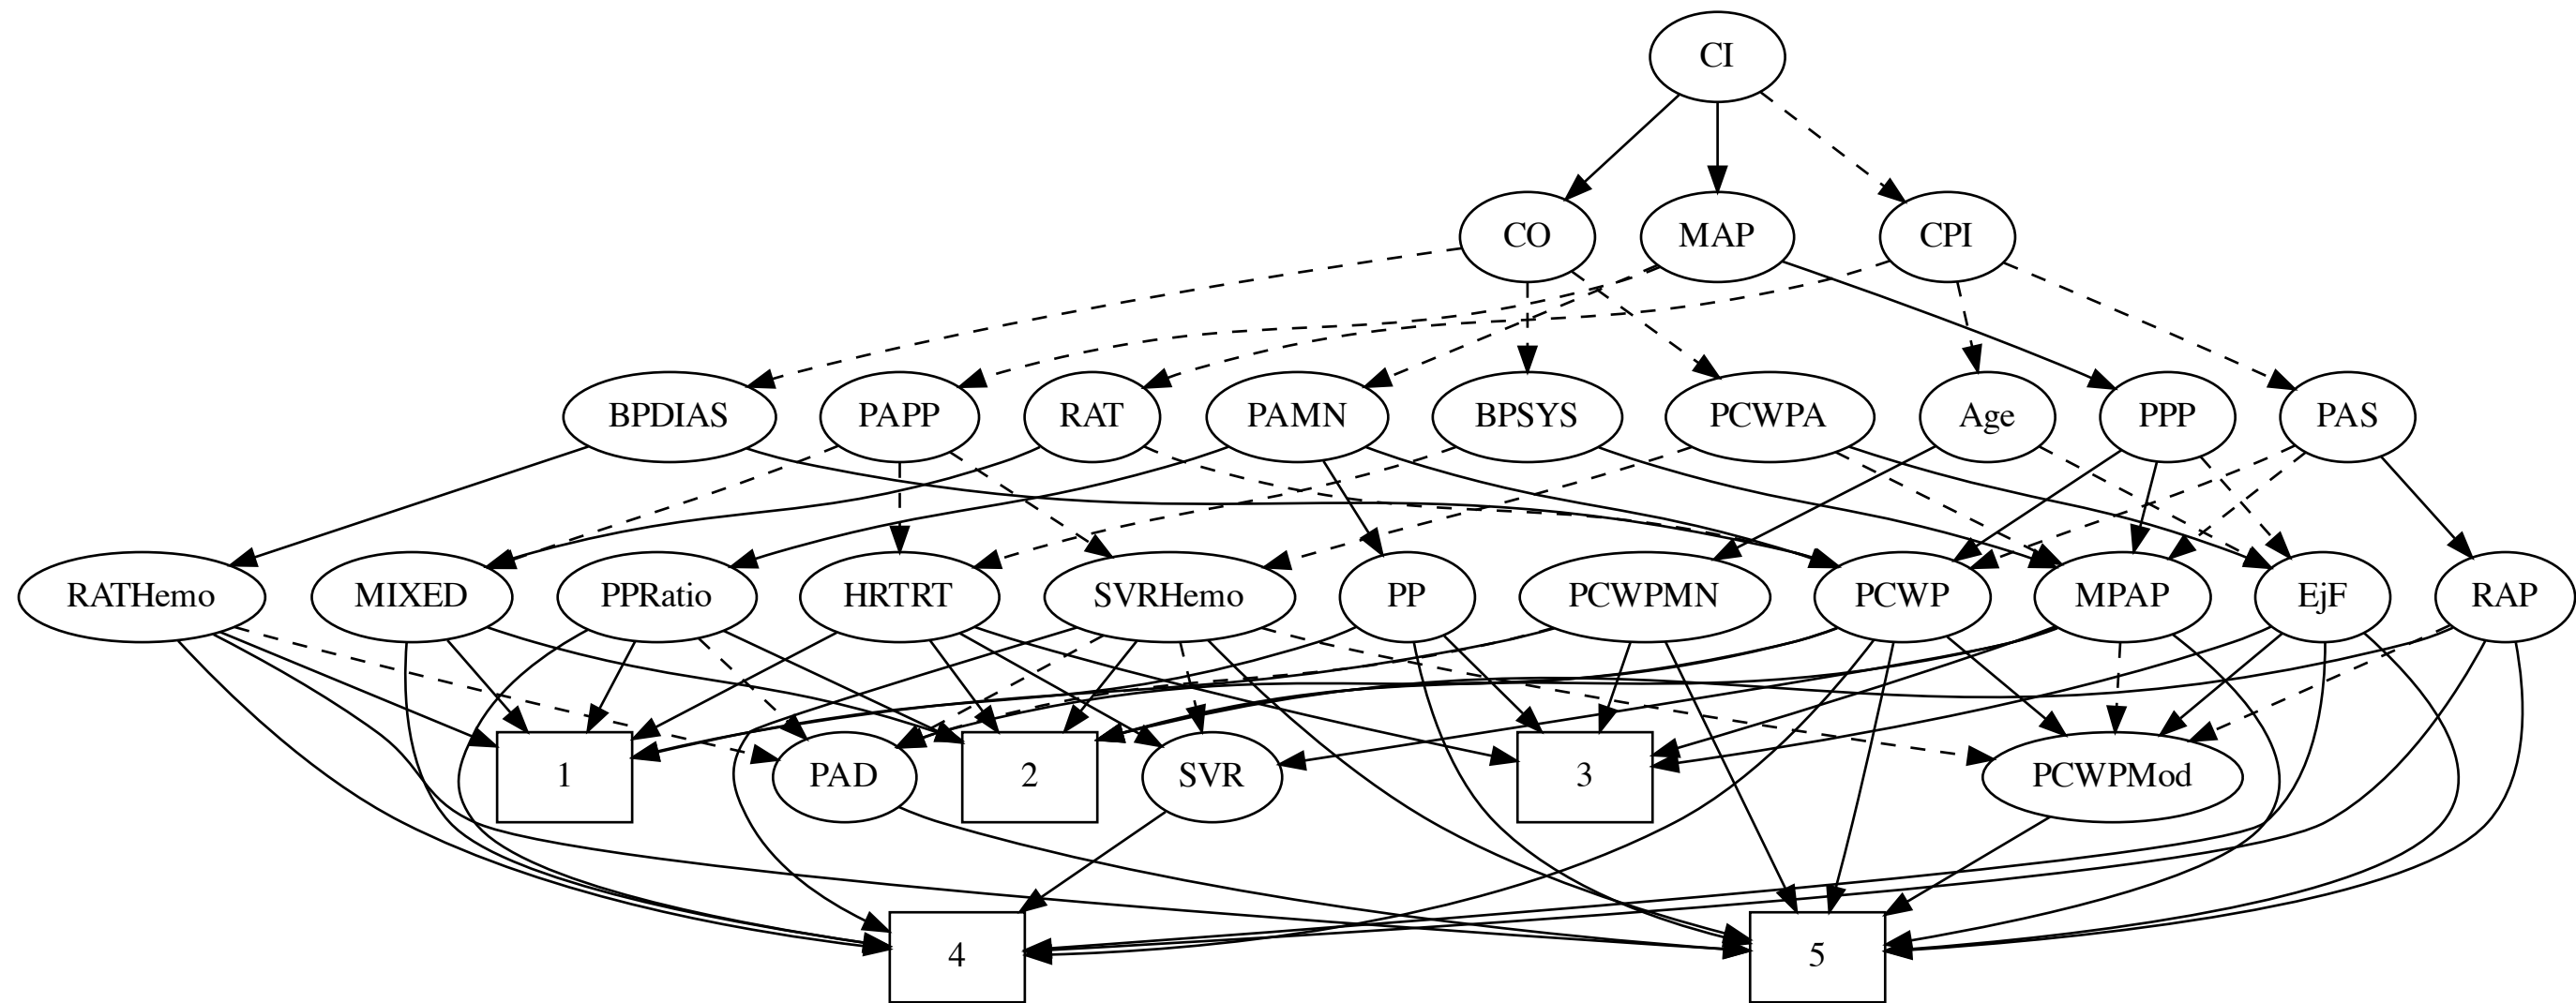 CI
CO
MAP
CPI
BPDIAS
PAPP
RAT
PAMN
BPSYS
PCWPA
Age
PPP
PAS
RATHemo
MIXED
PPRatio
HRTRT
SVRHemo
PP
PCWPMN
PCWP
MPAP
EjF
RAP
1
PAD
2
SVR
3
PCWPMod
4
5